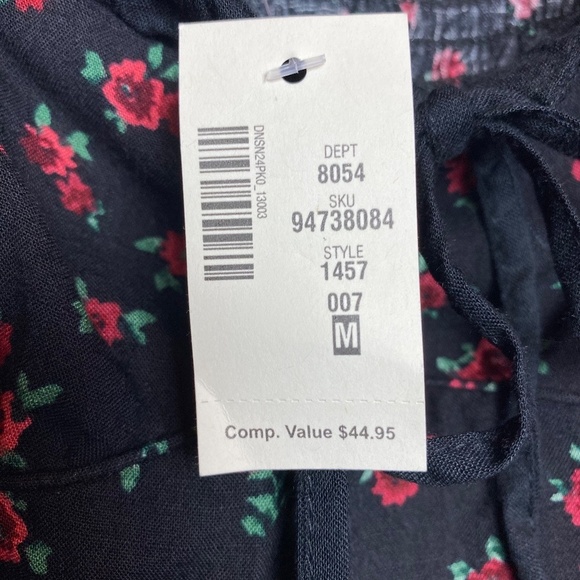 DEPT
8054
SKU
94738084
STYLE
1457
007
M
DNSN24PK0_13003
Comp. Value $44.95